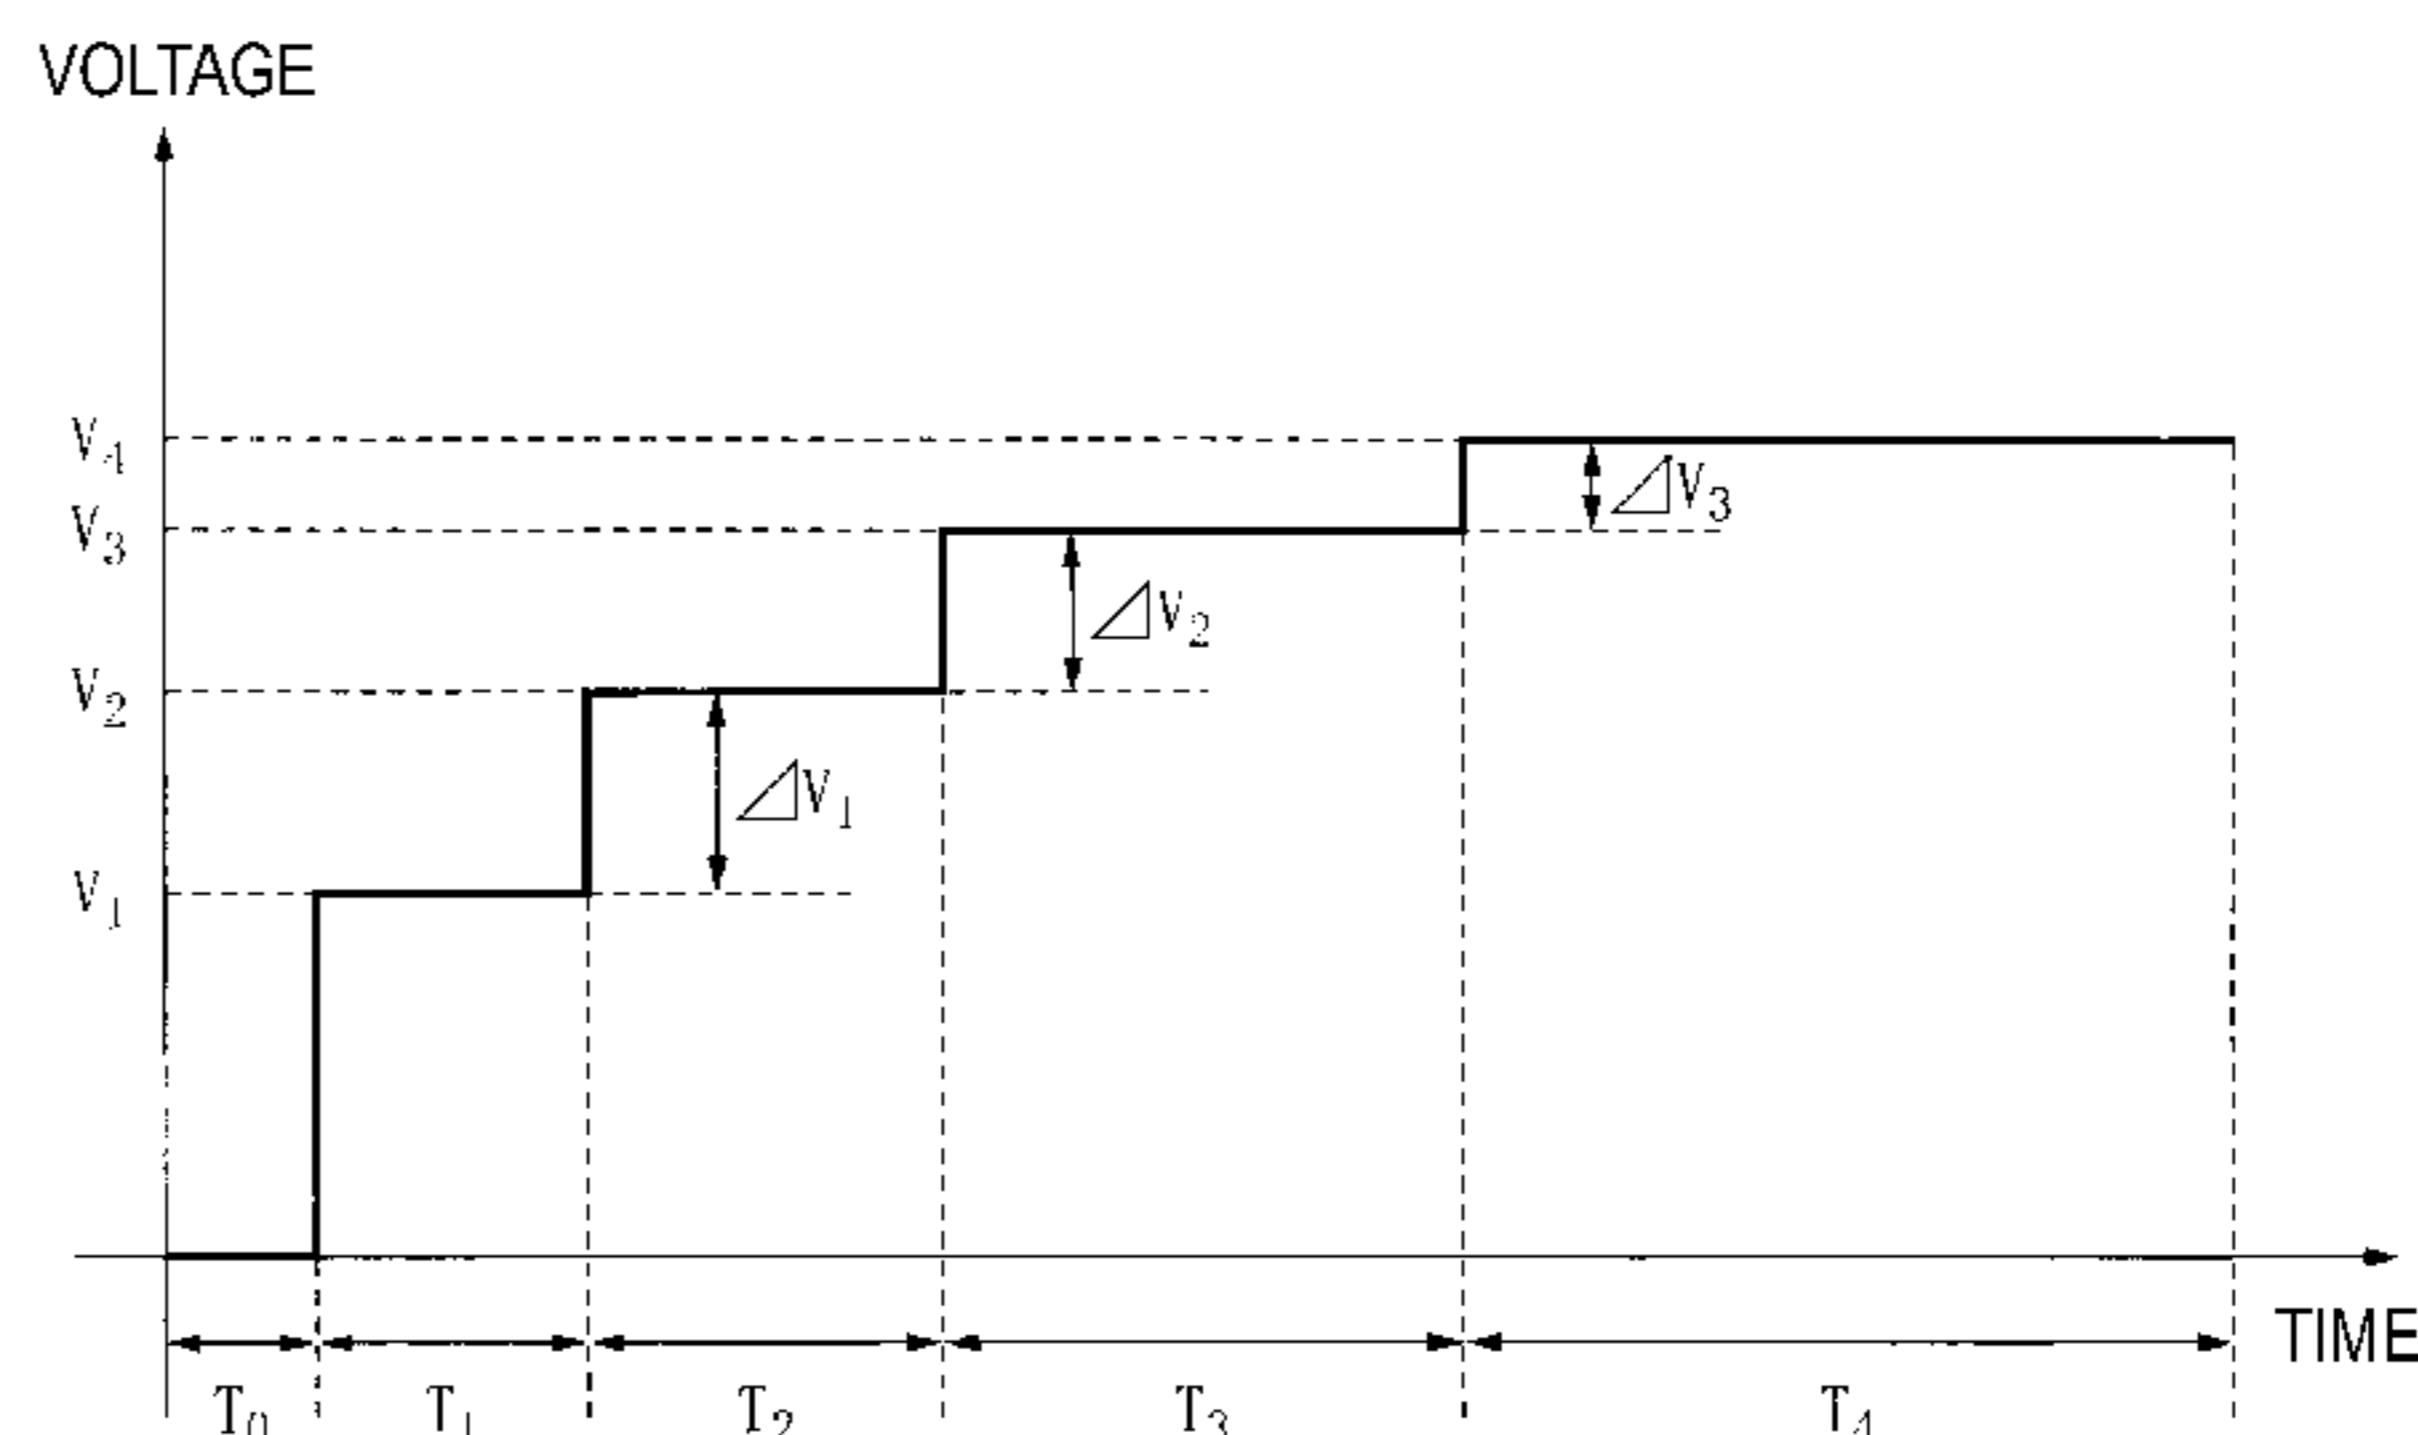 VOLTAGE
V4
V3
V2
V1
⊿V3
⊿V2
⊿V1
TIME
T0 T1 T2 T3 T4